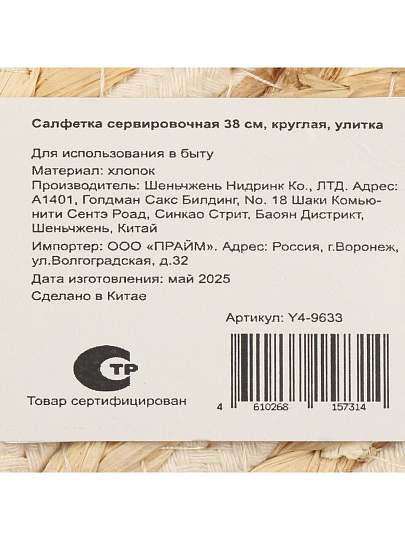 Салфетка сервировочная 38 см, круглая, улитка
Для использования в быту
Материал: хлопок
Производитель: Шеньчжень Нидринк Ко., ЛТД. Адрес:
А1401, Голдман Сакс Билдинг, No. 18 Шаки Комью-
нити Сентэ Роад, Синкао Стрит, Баоян Дистрикт,
Шеньчжень, Китай
Импортер: ООО «ПРАЙМ». Адрес: Россия, г.Воронеж,
ул.Волгоградская, д.32
Дата изготовления: май 2025
Сделано в Китае
Артикул: Y4-9633
СТР
Товар сертифицирован
4 610268 157314